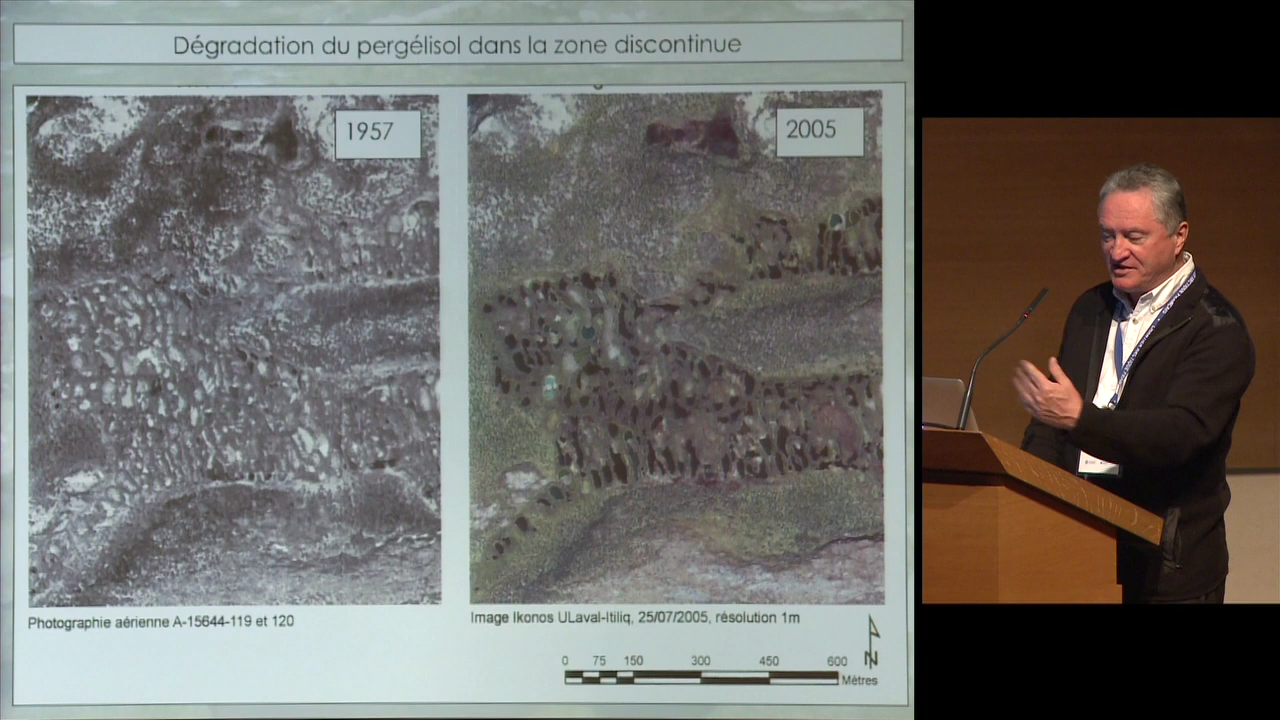 Dégradation du pergélisol dans la zone discontinue
1957
2005
Photographie aérienne A-15644-119 et 120
Image Ikonos ULaval-Itiliq, 25/07/2005, résolution 1m
N
0 75 150 300 450 600
Mètres